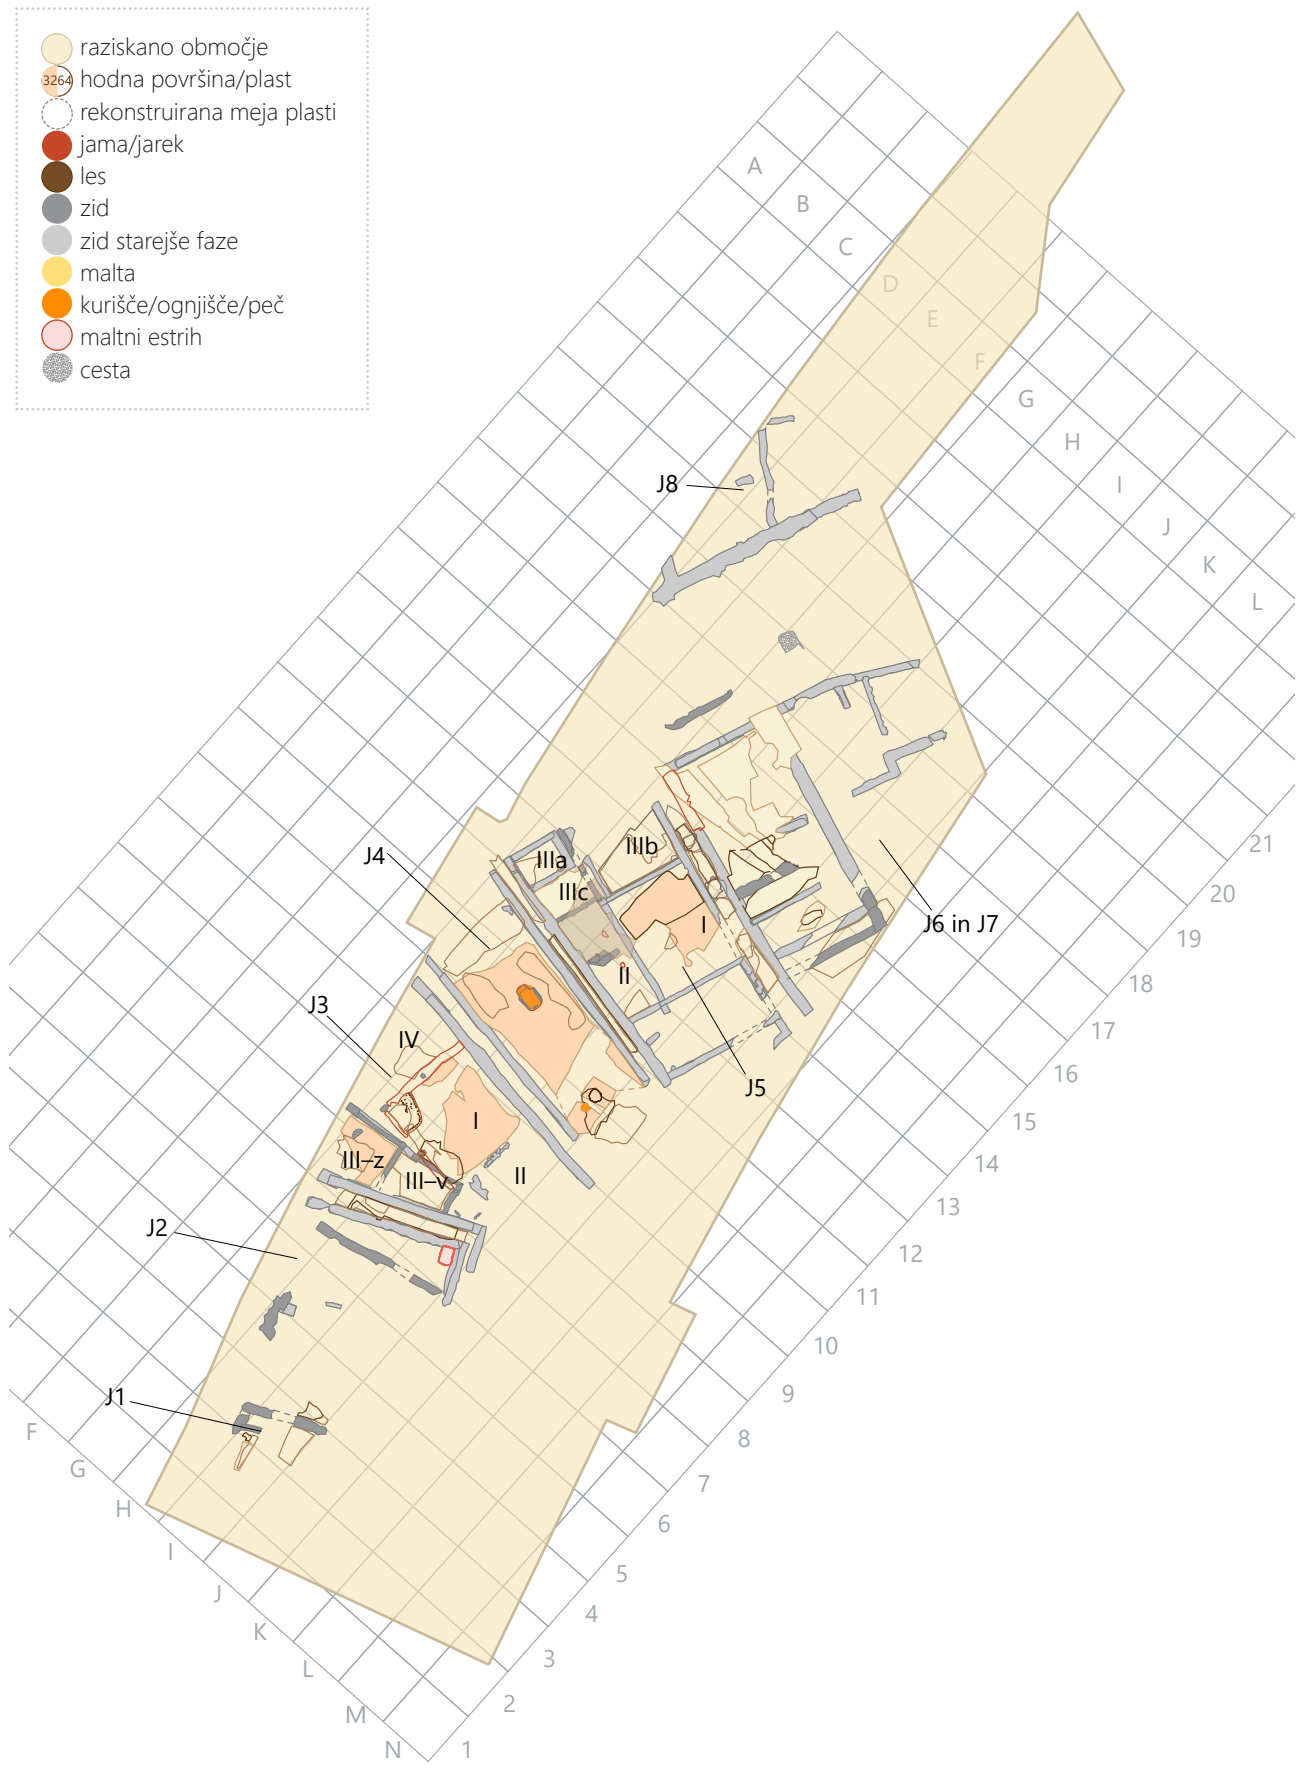 raziskano območje
3264 hodna površina/plast
rekonstruirana meja plasti
jama/jarek
les
zid
zid starejše faze
malta
kurišče/ognjišče/peč
maltni estrih
cesta
A
B
C
D
E
F
G
H
I
J
K
L
J8
21
20
19
18
17
16
15
14
13
12
11
10
9
8
7
6
5
4
3
2
1
IIIa
IIIb
IIIc
I
II
J4
J6 in J7
J3
IV
J5
I
III–z
III–v
II
J2
J1
F
G
H
I
J
K
L
M
N